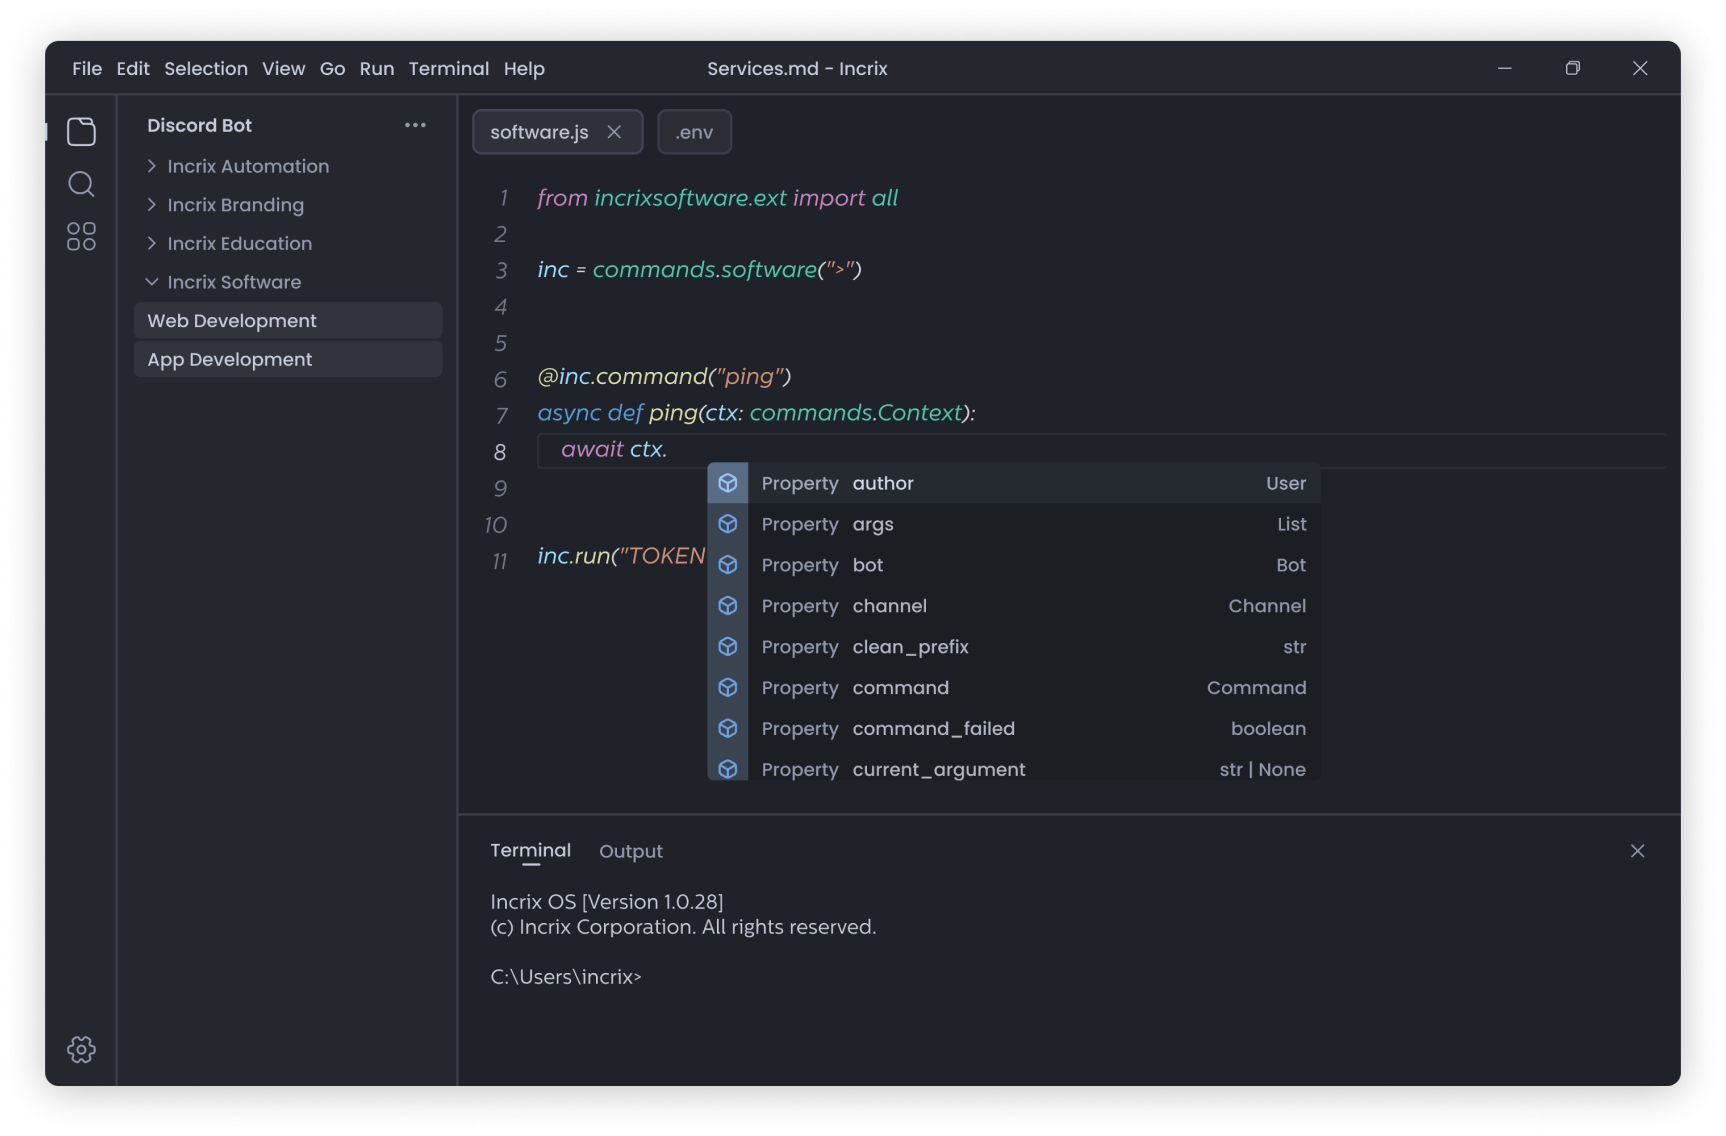 File Edit Selection View Go Run Terminal Help
Services.md - Incrix
Discord Bot
Incrix Automation
Incrix Branding
Incrix Education
Incrix Software
Web Development
App Development
software.js
.env
1 from incrixsoftware.ext import all
2
3 inc = commands.software(">")
4
5
6 @inc.command("ping")
7 async def ping(ctx: commands.Context):
8 await ctx.
9
10
11 inc.run("TOKEN
Property author User
Property args List
Property bot Bot
Property channel Channel
Property clean_prefix str
Property command Command
Property command_failed boolean
Property current_argument str | None
Terminal Output
Incrix OS [Version 1.0.28]
(c) Incrix Corporation. All rights reserved.
C:\Users\incrix>